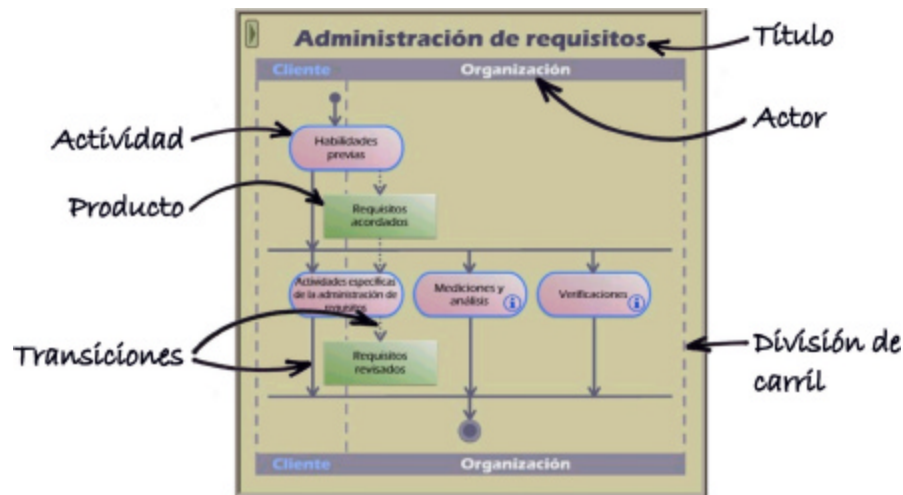 Administración de requisitos
Título
Cliente
Organización
Actor
Actividad
Habilidades
previas
Producto
Requisitos
acordados
Actividades específicas
de la administración de
requisitos
Mediciones y
análisis
Verificaciones
Transiciones
Requisitos
revisados
División de
carril
Cliente
Organización